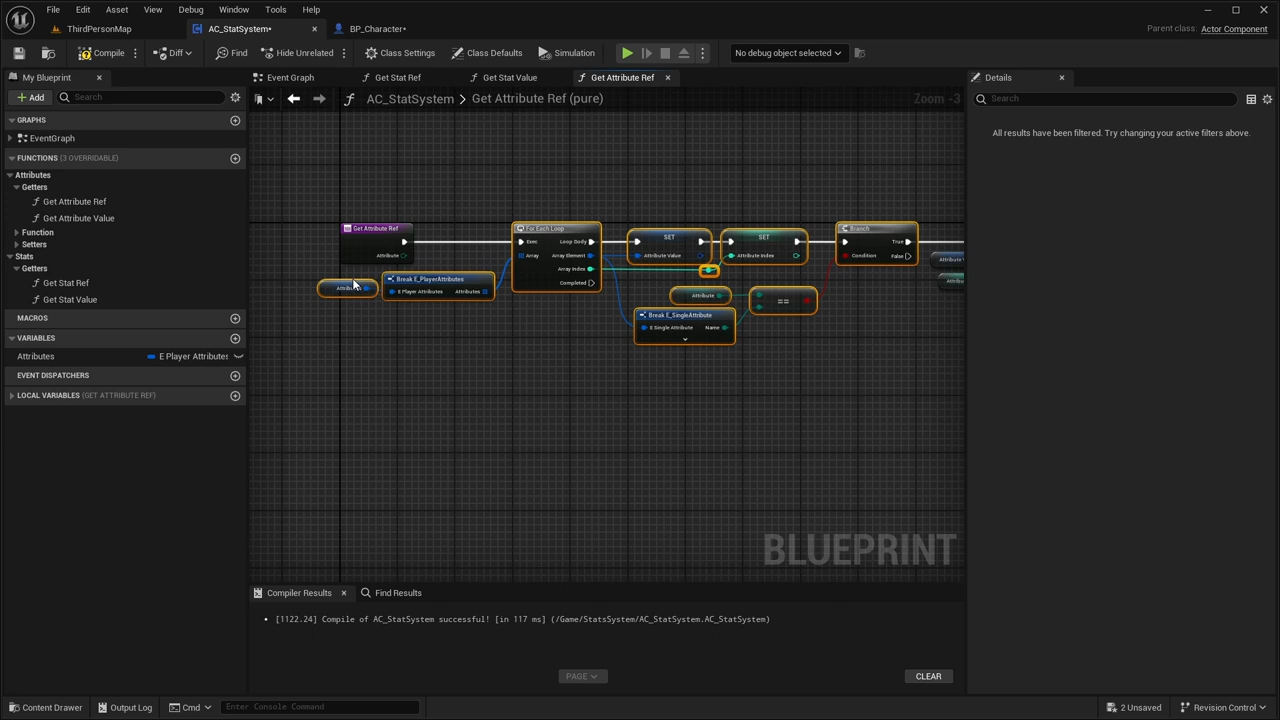 File Edit Asset View Debug Window Tools Help
ThirdPersonMap AC_StatSystem* BP_Character* Parent class: Actor Component
Compile Diff Find Hide Unrelated Class Settings Class Defaults Simulation No debug object selected
My Blueprint Event Graph Get Stat Ref Get Stat Value Get Attribute Ref Details
Add Search AC_StatSystem > Get Attribute Ref (pure) Zoom -3 Search
GRAPHS
EventGraph
All results have been filtered. Try changing your active filters above.
FUNCTIONS (3 OVERRIDABLE)
Attributes
Getters
Get Attribute Ref
Get Attribute Value
Function
Setters
Stats
Getters
Get Stat Ref
Get Stat Value
MACROS
VARIABLES
Attributes E Player Attributes
EVENT DISPATCHERS
LOCAL VARIABLES (GET ATTRIBUTE REF)
Get Attribute Ref
Attribute
Break E_PlayerAttributes
E Player Attributes Attributes
For Each Loop
Exec Loop Body
Array Array Element
Array Index
Completed
SET
Attribute Value
SET
Attribute Index
Branch
True
Condition False
Attribute
==
Break E_SingleAttribute
E Single Attribute Name
BLUEPRINT
Compiler Results Find Results
[1122.24] Compile of AC_StatSystem successful! [in 117 ms] (/Game/StatsSystem/AC_StatSystem.AC_StatSystem)
PAGE CLEAR
Content Drawer Output Log Cmd Enter Console Command 2 Unsaved Revision Control